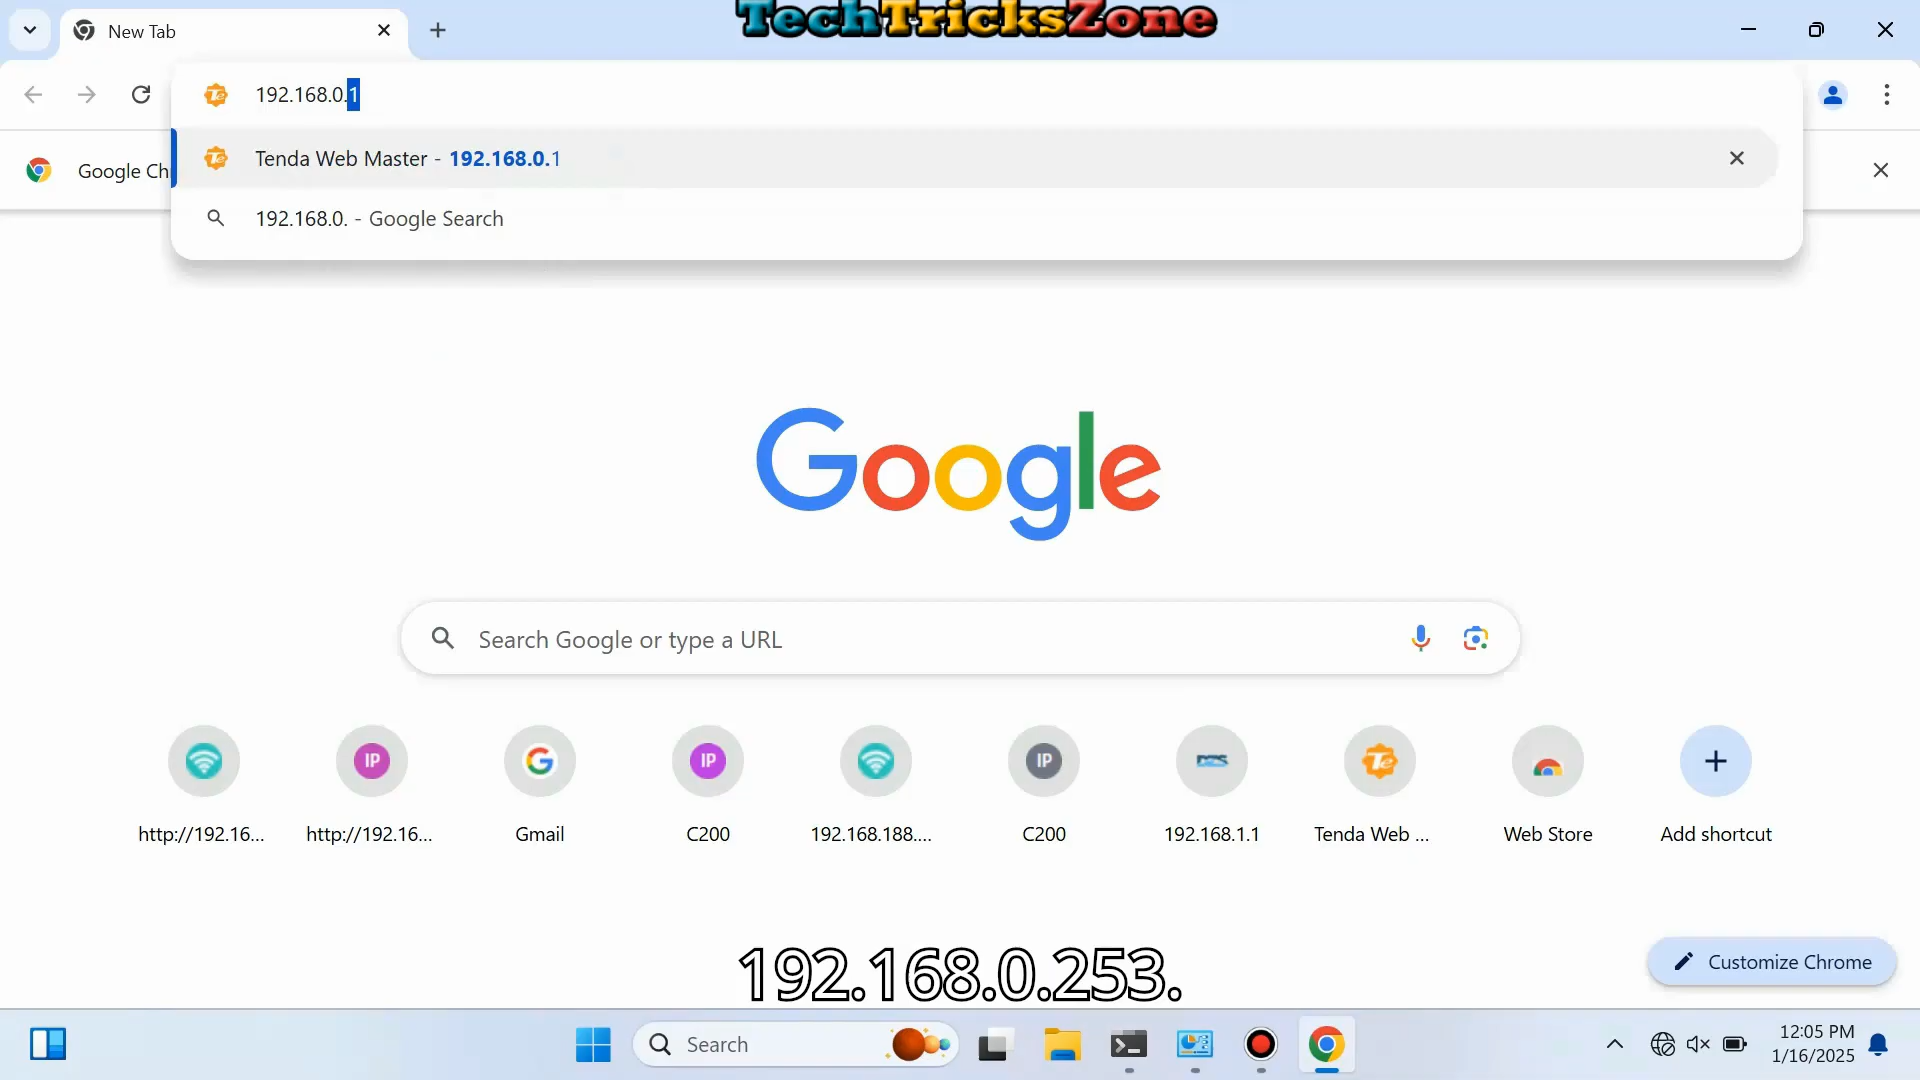 TechTricksZone
New Tab
192.168.0.1
Tenda Web Master - 192.168.0.1
Google Ch
192.168.0. - Google Search
Google
Search Google or type a URL
IP
IP
IP
http://192.16...
http://192.16...
Gmail
C200
192.168.188....
C200
192.168.1.1
Tenda Web ...
Web Store
Add shortcut
192.168.0.253.
Customize Chrome
Search
12:05 PM
1/16/2025